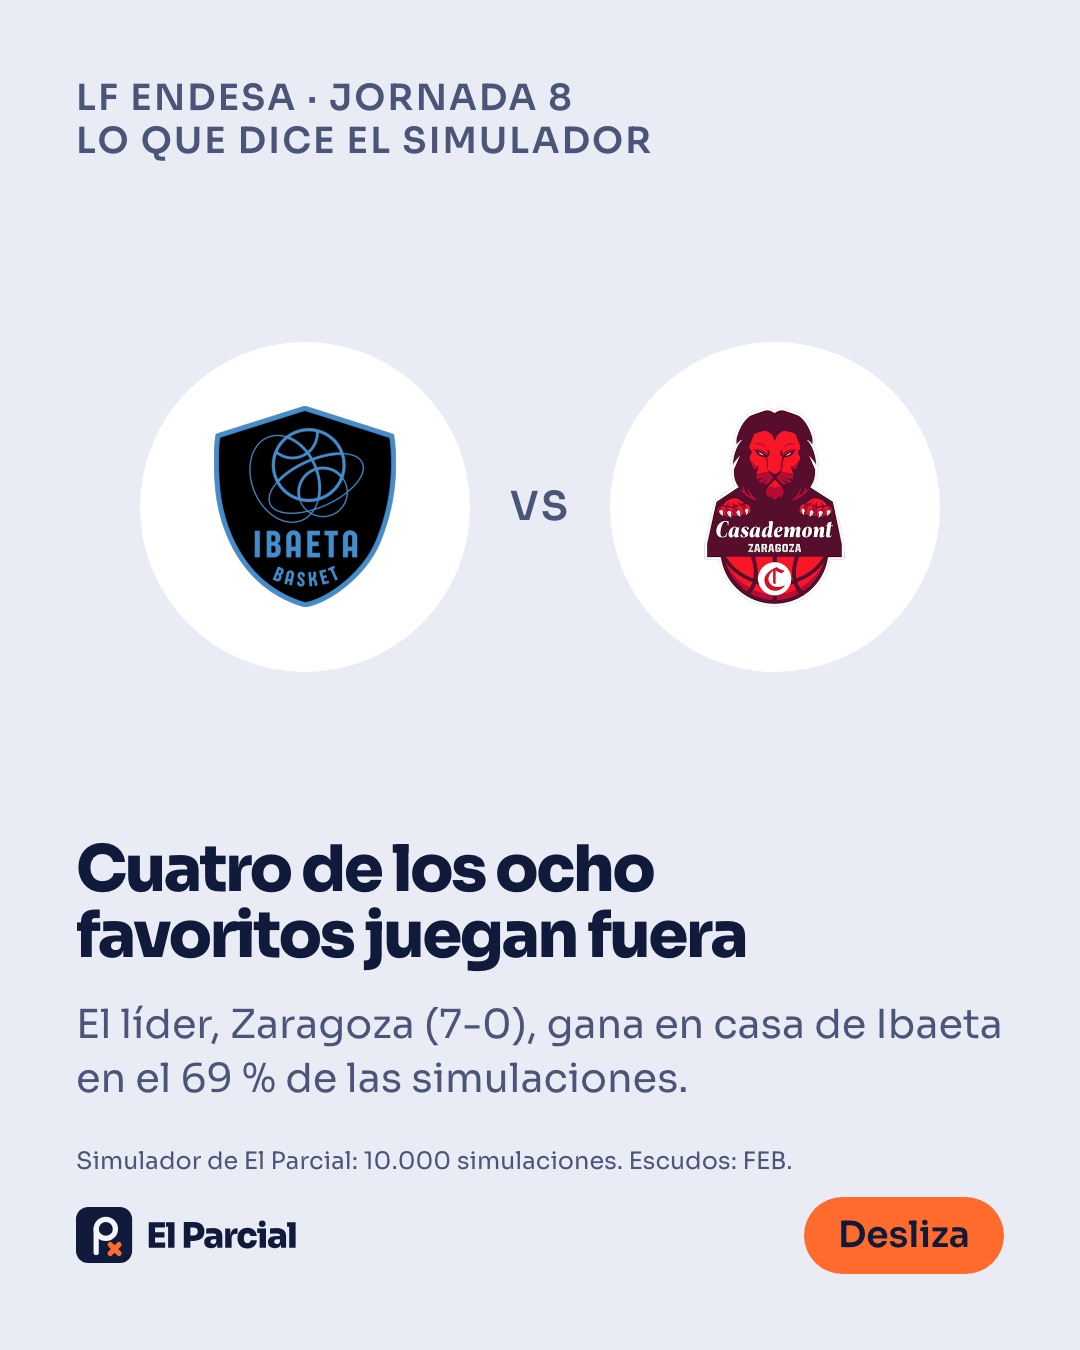 LF ENDESA · JORNADA 8
LO QUE DICE EL SIMULADOR
IBAETA
BASKET
VS
Casademont
ZARAGOZA
C
Cuatro de los ocho
favoritos juegan fuera
El líder, Zaragoza (7-0), gana en casa de Ibaeta
en el 69 % de las simulaciones.
Simulador de El Parcial: 10.000 simulaciones. Escudos: FEB.
El Parcial
Desliza